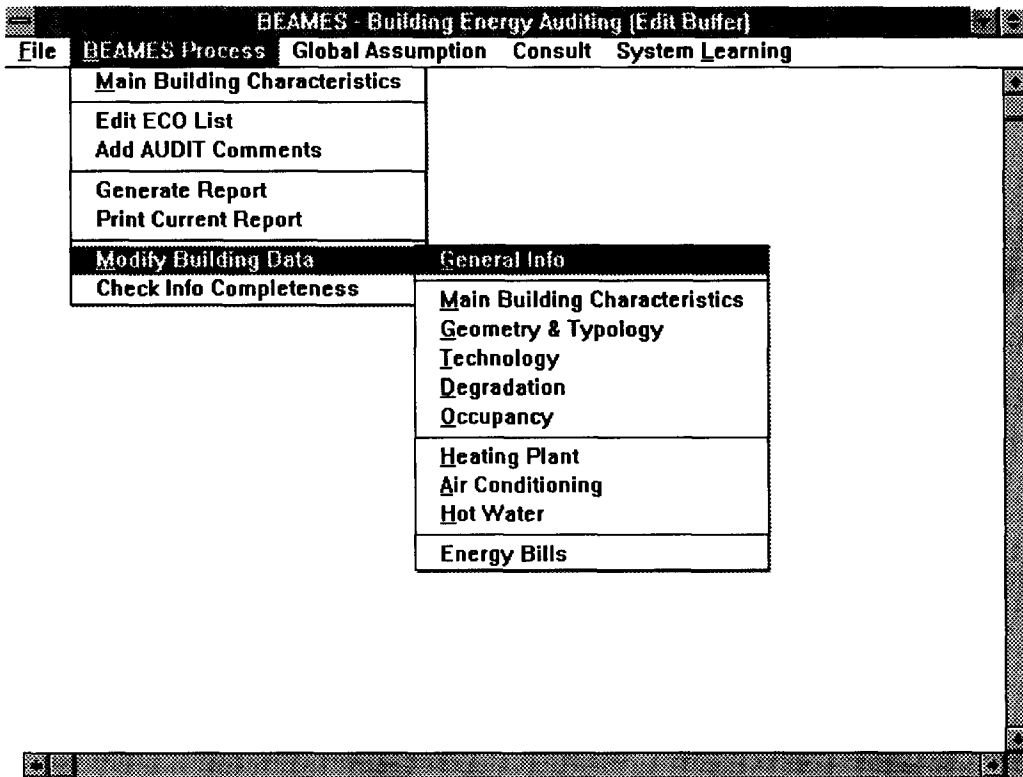 BEAMES - Building Energy Auditing (Edit Buffer)
File BEAMES Process Global Assumption Consult System Learning
Main Building Characteristics
Edit ECO List
Add AUDIT Comments
Generate Report
Print Current Report
Modify Building Data
Check Info Completeness
General Info
Main Building Characteristics
Geometry & Typology
Technology
Degradation
Occupancy
Heating Plant
Air Conditioning
Hot Water
Energy Bills